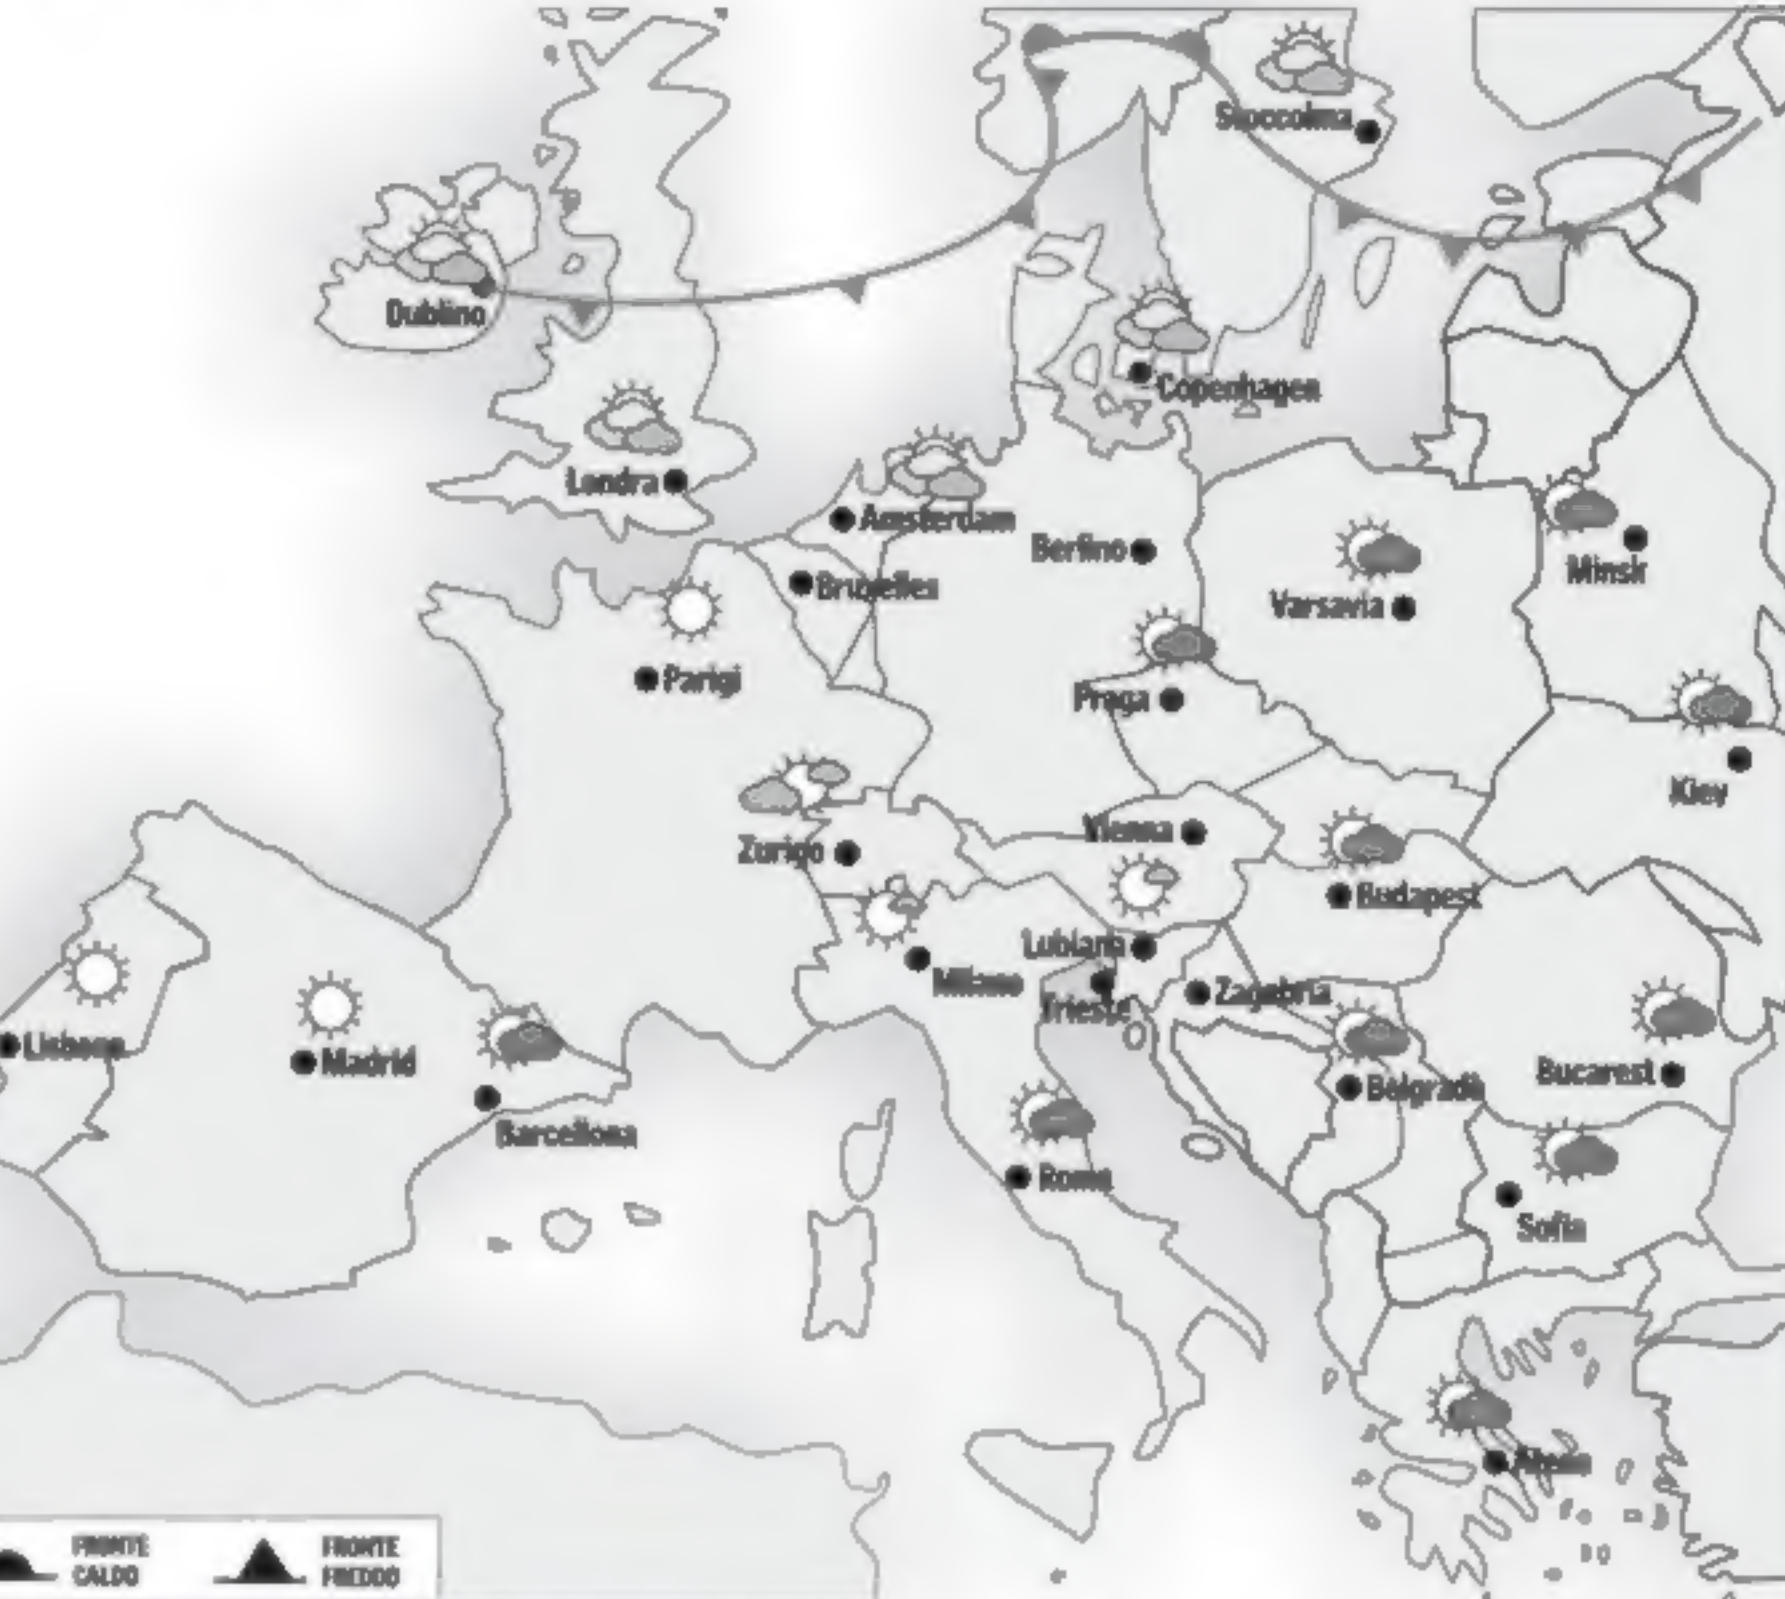 Stoccolma
Dublino
Copenhagen
Londra
Amsterdam
Berlino
Bruxelles
Minsk
Varsavia
Parigi
Praga
Kiev
Vienna
Zurigo
Budapest
Lubiana
Milano
Trieste
Zagabria
Lisbona
Madrid
Belgrado
Bucarest
Barcellona
Roma
Sofia
Atene
FRONTE
CALDO
FRONTE
FREDDO